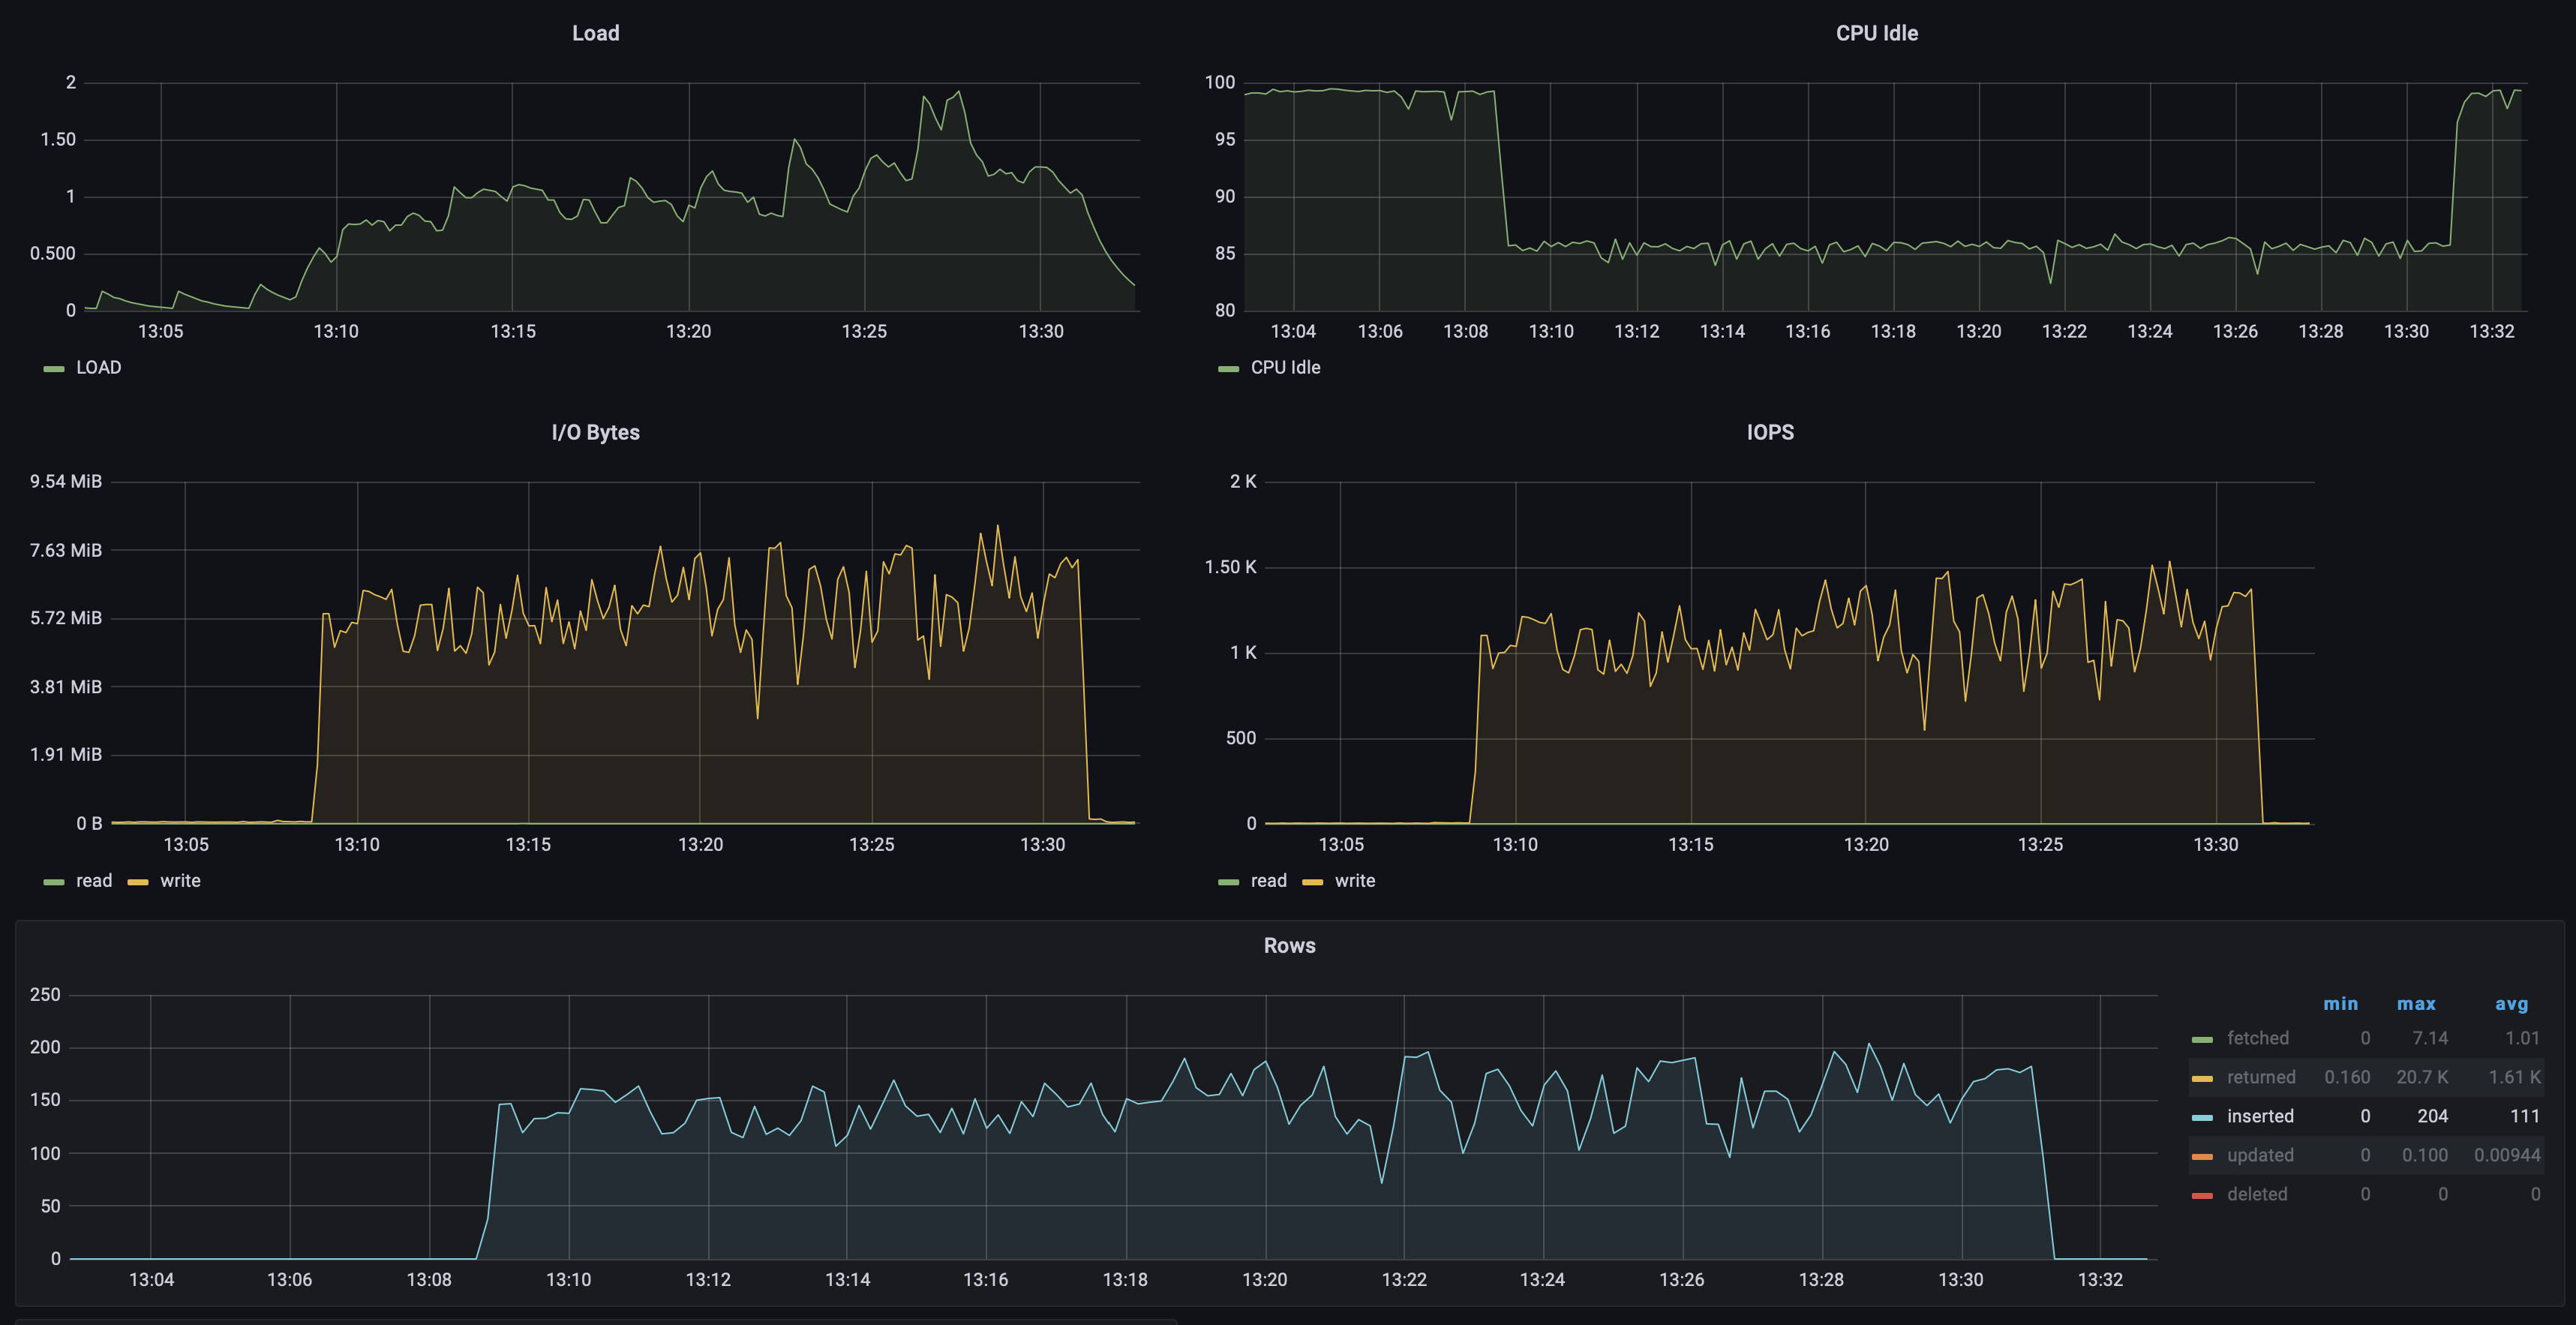 Load
2
1.50
1
0.500
0
13:05 13:10 13:15 13:20 13:25 13:30
LOAD
CPU Idle
100
95
90
85
80
13:04 13:06 13:08 13:10 13:12 13:14 13:16 13:18 13:20 13:22 13:24 13:26 13:28 13:30 13:32
CPU Idle
I/O Bytes
9.54 MiB
7.63 MiB
5.72 MiB
3.81 MiB
1.91 MiB
0 B
13:05 13:10 13:15 13:20 13:25 13:30
read write
IOPS
2 K
1.50 K
1 K
500
0
13:05 13:10 13:15 13:20 13:25 13:30
read write
Rows
250
200
150
100
50
0
13:04 13:06 13:08 13:10 13:12 13:14 13:16 13:18 13:20 13:22 13:24 13:26 13:28 13:30 13:32
min max avg
fetched 0 7.14 1.01
returned 0.160 20.7 K 1.61 K
inserted 0 204 111
updated 0 0.100 0.00944
deleted 0 0 0